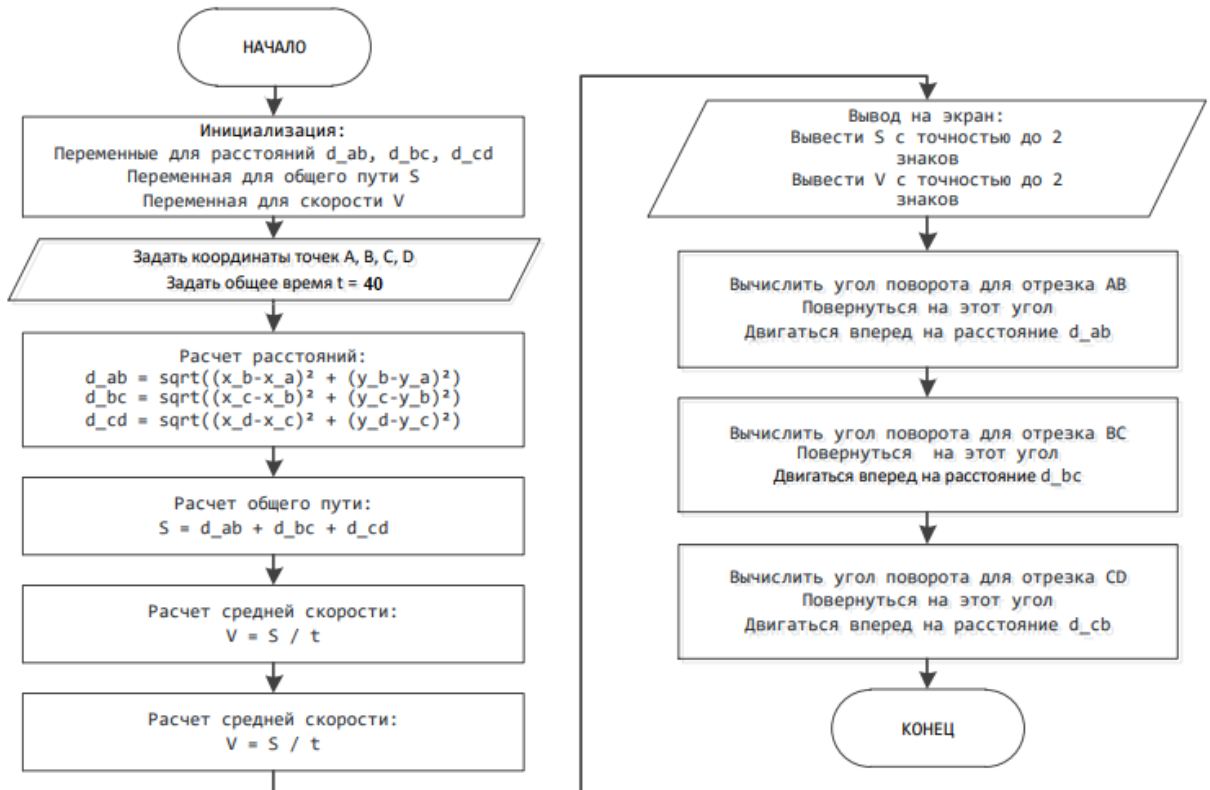 НАЧАЛО
Инициализация:
Переменные для расстояний d_ab, d_bc, d_cd
Переменная для общего пути S
Переменная для скорости V
Задать координаты точек A, B, C, D
Задать общее время t = 40
Расчет расстояний:
d_ab = sqrt((x_b-x_a)² + (y_b-y_a)²)
d_bc = sqrt((x_c-x_b)² + (y_c-y_b)²)
d_cd = sqrt((x_d-x_c)² + (y_d-y_c)²)
Расчет общего пути:
S = d_ab + d_bc + d_cd
Расчет средней скорости:
V = S / t
Расчет средней скорости:
V = S / t
Вывод на экран:
Вывести S с точностью до 2
знаков
Вывести V с точностью до 2
знаков
Вычислить угол поворота для отрезка AB
Повернуться на этот угол
Двигаться вперед на расстояние d_ab
Вычислить угол поворота для отрезка BC
Повернуться на этот угол
Двигаться вперед на расстояние d_bc
Вычислить угол поворота для отрезка CD
Повернуться на этот угол
Двигаться вперед на расстояние d_cb
КОНЕЦ